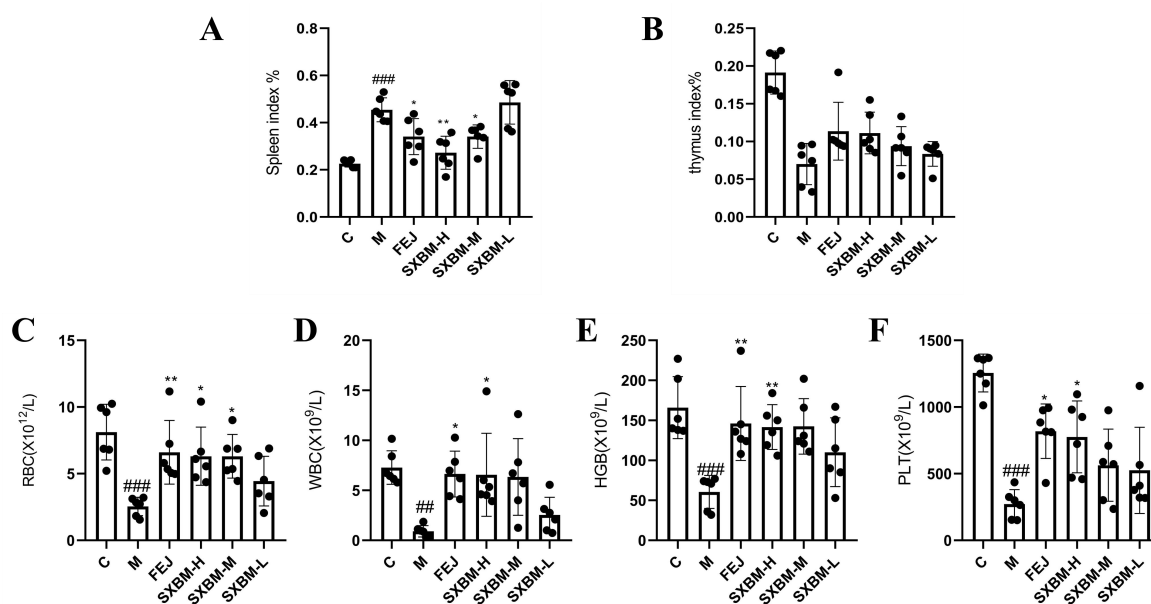 A
Spleen index %
0.8
0.6
0.4
0.2
0.0
###
*
**
*
C
M
FEJ
SXBM-H
SXBM-M
SXBM-L
B
thymus index%
0.25
0.20
0.15
0.10
0.05
0.00
C
M
FEJ
SXBM-H
SXBM-M
SXBM-L
C
RBC(X10¹²/L)
15
10
5
0
###
**
*
*
C
M
FEJ
SXBM-H
SXBM-M
SXBM-L
D
WBC(X10⁹/L)
20
15
10
5
0
##
*
*
C
M
FEJ
SXBM-H
SXBM-M
SXBM-L
E
HGB(X10⁹/L)
250
200
150
100
50
0
###
**
**
C
M
FEJ
SXBM-H
SXBM-M
SXBM-L
F
PLT(X10⁹/L)
1500
1000
500
0
###
*
*
C
M
FEJ
SXBM-H
SXBM-M
SXBM-L